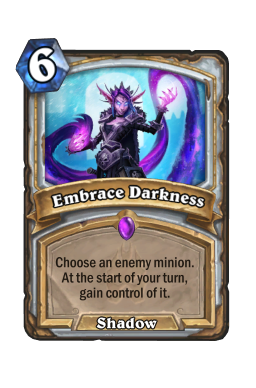 6
Embrace Darkness
Choose an enemy minion.
At the start of your turn,
gain control of it.
Shadow